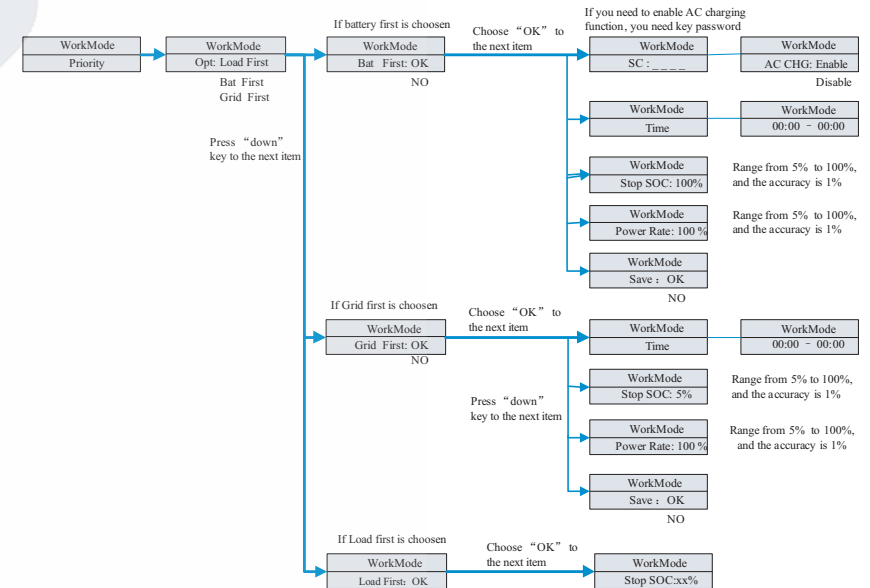 If you need to enable AC charging
function, you need key password
If battery first is choosen
Choose “OK” to
the next item
WorkMode
Priority
WorkMode
Opt: Load First
Bat First
Grid First
WorkMode
Bat First: OK
NO
WorkMode
SC : _ _ _ _
WorkMode
AC CHG: Enable
Disable
Press “down”
key to the next item
WorkMode
Time
WorkMode
00:00 - 00:00
WorkMode
Stop SOC: 100%
Range from 5% to 100%,
and the accuracy is 1%
WorkMode
Power Rate: 100 %
Range from 5% to 100%,
and the accuracy is 1%
WorkMode
Save : OK
NO
If Grid first is choosen
Choose “OK” to
the next item
WorkMode
Grid First: OK
NO
WorkMode
Time
WorkMode
00:00 - 00:00
Press “down”
key to the next item
WorkMode
Stop SOC: 5%
Range from 5% to 100%,
and the accuracy is 1%
WorkMode
Power Rate: 100 %
Range from 5% to 100%,
and the accuracy is 1%
WorkMode
Save : OK
NO
If Load first is choosen
Choose “OK” to
the next item
WorkMode
Load First: OK
WorkMode
Stop SOC:xx%